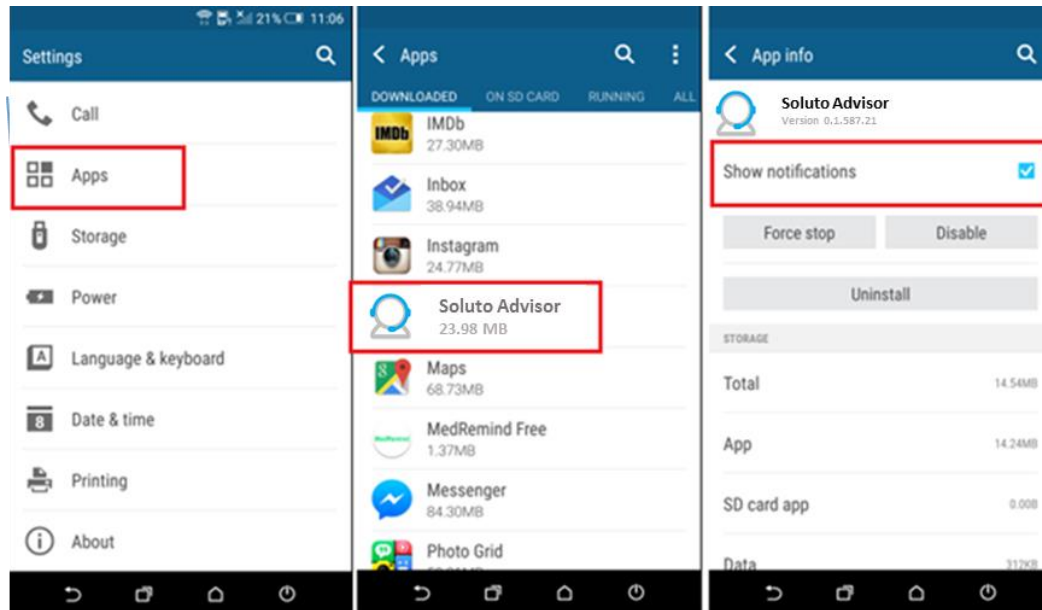 21% 11:06
Settings
Call
Apps
Storage
Power
A
Language & keyboard
8
Date & time
Printing
i
About
Apps
DOWNLOADED ON SD CARD RUNNING ALL
IMDb
IMDb
27.30MB
Inbox
38.94MB
Instagram
24.77MB
Soluto Advisor
23.98 MB
8
Maps
68.73MB
MedRemind Free
1.37MB
Messenger
84.30MB
Photo Grid
App info
Soluto Advisor
Version 0.1.587.21
Show notifications
Force stop Disable
Uninstall
STORAGE
Total 14.54MB
App 14.24MB
SD card app 0.00B
Data 312KB